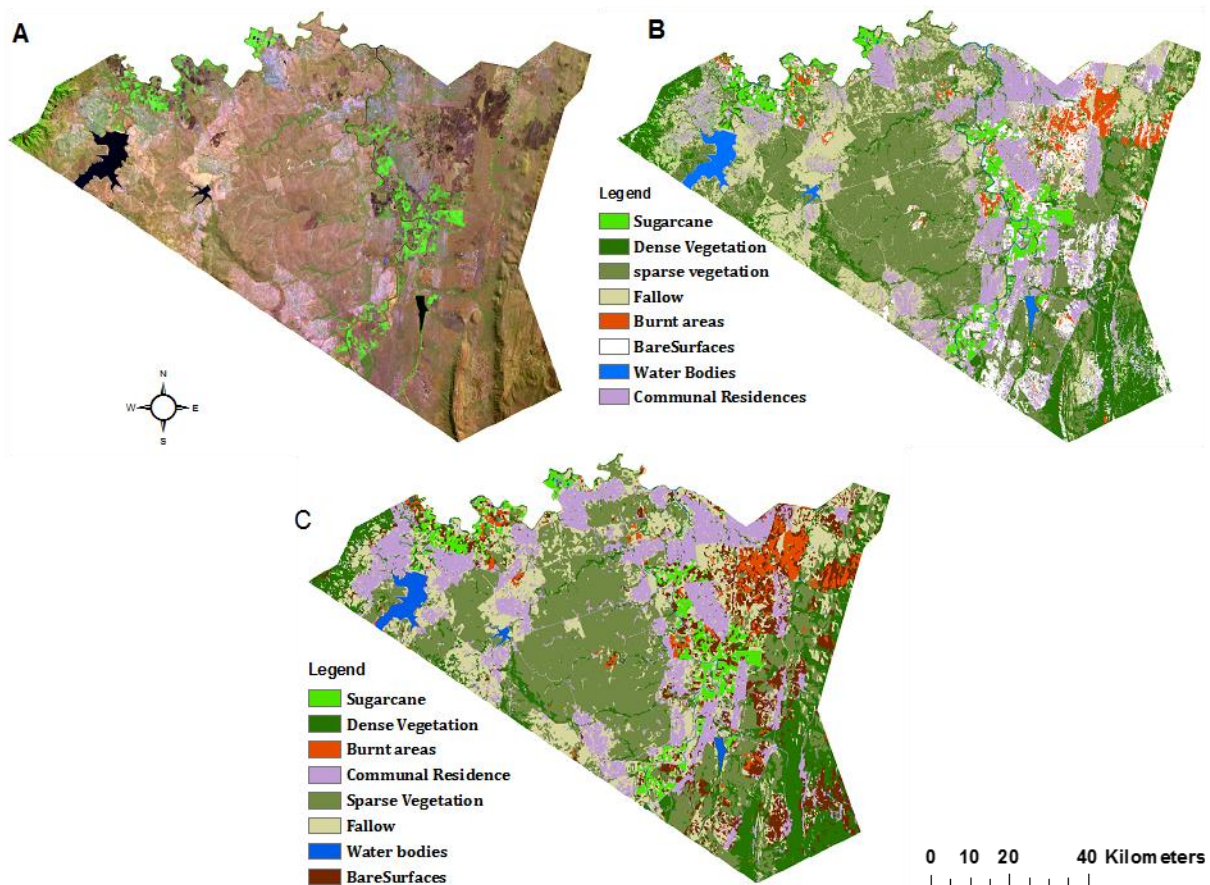 A
B
Legend
Sugarcane
Dense Vegetation
sparse vegetation
Fallow
Burnt areas
BareSurfaces
Water Bodies
Communal Residences
N
W
E
S
C
Legend
Sugarcane
Dense Vegetation
Burnt areas
Communal Residence
Sparse Vegetation
Fallow
Water bodies
BareSurfaces
0 10 20 40 Kilometers